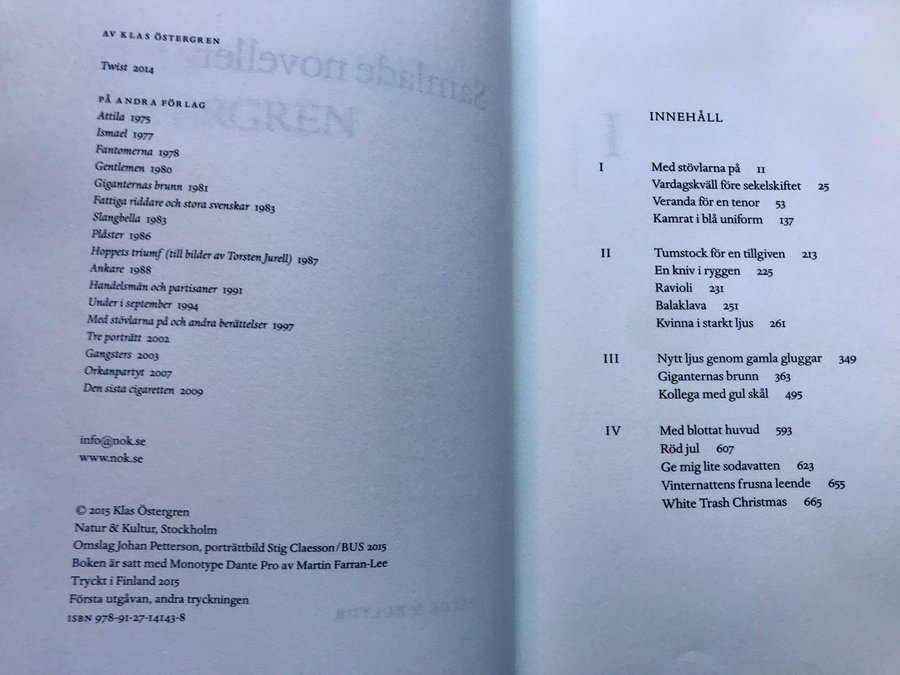 AV KLAS ÖSTERGREN
Twist 2014
PÅ ANDRA FÖRLAG
Attila 1975
Ismael 1977
Fantomerna 1978
Gentlemen 1980
Giganternas brunn 1981
Fattiga riddare och stora svenskar 1983
Slangbella 1983
Plåster 1986
Hoppets triumf (till bilder av Torsten Jurell) 1987
Ankare 1988
Handelsmän och partisaner 1991
Under i september 1994
Med stövlarna på och andra berättelser 1997
Tre porträtt 2002
Gangsters 2003
Orkanpartyt 2007
Den sista cigaretten 2009
info@nok.se
www.nok.se
© 2015 Klas Östergren
Natur & Kultur, Stockholm
Omslag Johan Petterson, porträttbild Stig Claesson/BUS 2015
Boken är satt med Monotype Dante Pro av Martin Farran-Lee
Tryckt i Finland 2015
Första utgåvan, andra tryckningen
ISBN 978-91-27-14143-8
Samlade noveller
RGREN
I
INNEHÅLL
I Med stövlarna på 11
Vardagskväll före sekelskiftet 25
Veranda för en tenor 53
Kamrat i blå uniform 137
II Tumstock för en tillgiven 213
En kniv i ryggen 225
Ravioli 231
Balaklava 251
Kvinna i starkt ljus 261
III Nytt ljus genom gamla gluggar 349
Giganternas brunn 363
Kollega med gul skål 495
IV Med blottat huvud 593
Röd jul 607
Ge mig lite sodavatten 623
Vinternattens frusna leende 655
White Trash Christmas 665